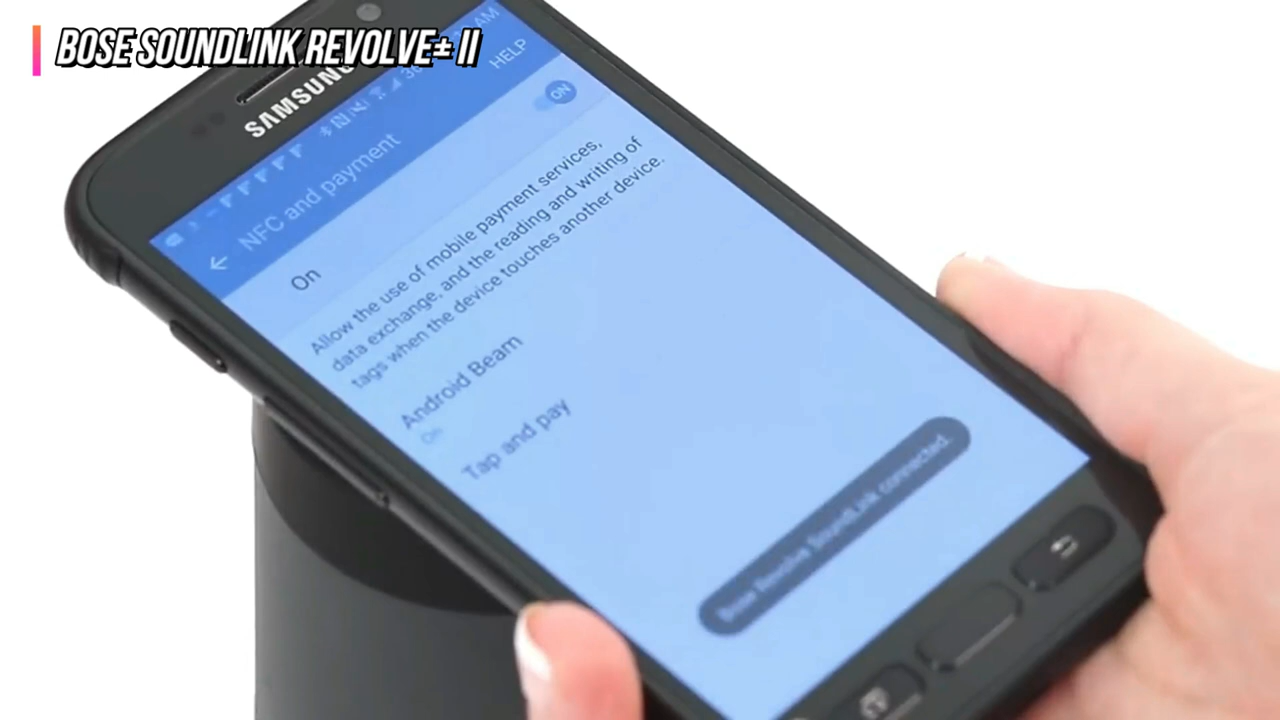 BOSE SOUNDLINK REVOLVE± II
SAMSUNG
AM
HELP
NFC and payment
ON
On
Allow the use of mobile payment services,
data exchange, and the reading and writing of
tags when the device touches another device.
Android Beam
On
Tap and pay
Bose Revolve SoundLink connected.